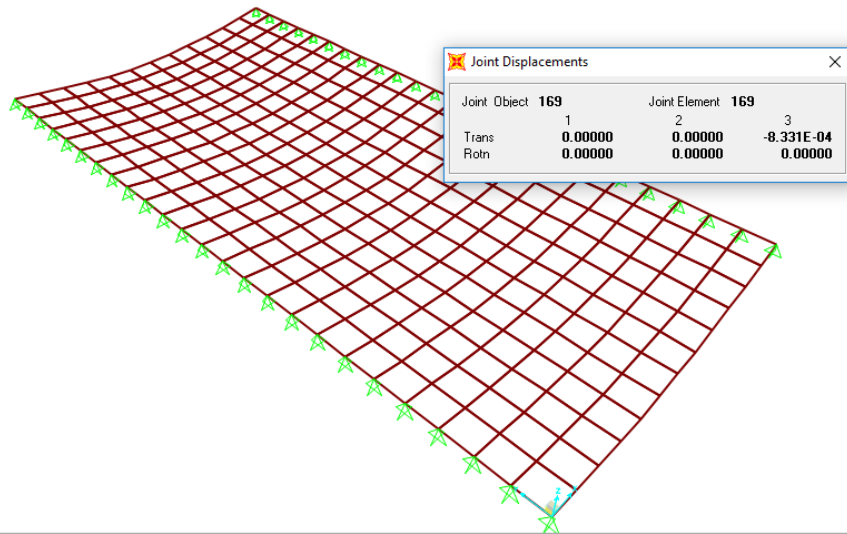 Joint Displacements
Joint Object 169 Joint Element 169
1 2 3
Trans 0.00000 0.00000 -8.331E-04
Rotn 0.00000 0.00000 0.00000
z